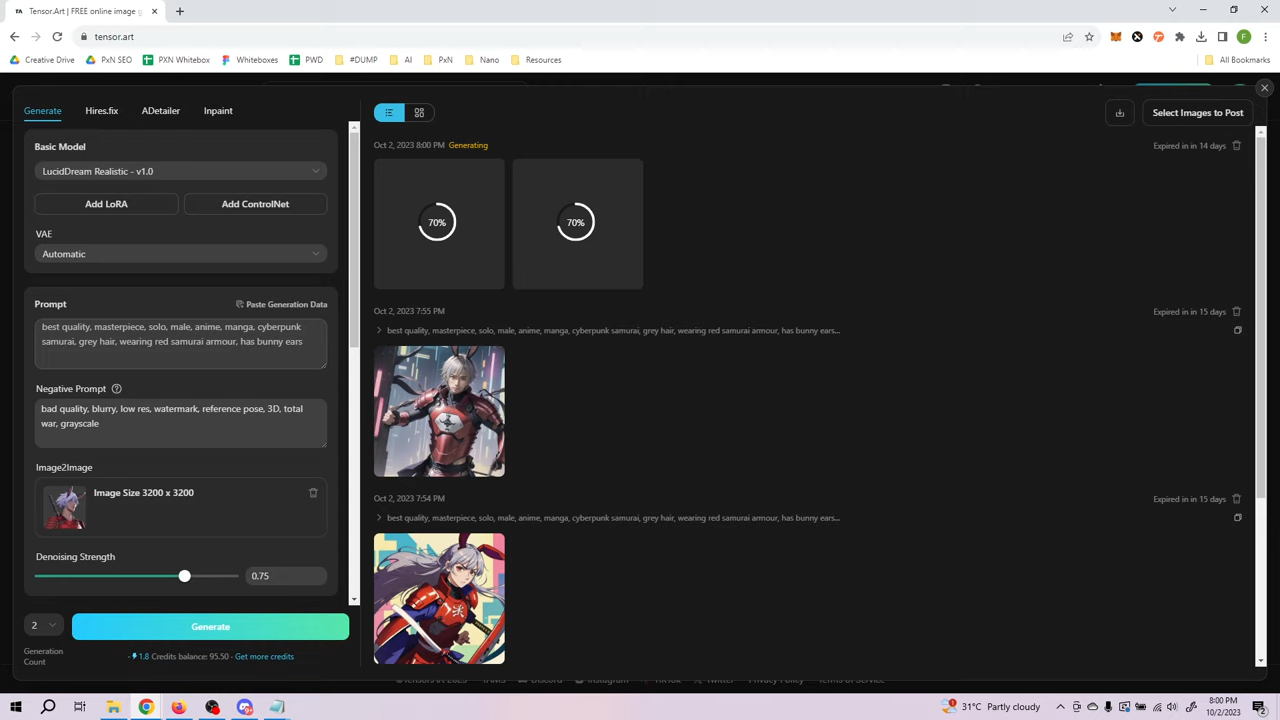 TA Tensor.Art | FREE online image g
tensor.art
Creative Drive
PxN SEO
PXN Whitebox
Whiteboxes
PWD
#DUMP
AI
PxN
Nano
Resources
All Bookmarks
F
Generate
Hires.fix
ADetailer
Inpaint
Select Images to Post
Basic Model
LucidDream Realistic - v1.0
Add LoRA
Add ControlNet
VAE
Automatic
Prompt
Paste Generation Data
best quality, masterpiece, solo, male, anime, manga, cyberpunk
samurai, grey hair, wearing red samurai armour, has bunny ears
Negative Prompt
bad quality, blurry, low res, watermark, reference pose, 3D, total
war, grayscale
Image2Image
Image Size 3200 x 3200
Denoising Strength
0.75
2
Generate
Generation
Count
- 1.8 Credits balance: 95.50 - Get more credits
Oct 2, 2023 8:00 PM Generating
Expired in in 14 days
70%
70%
Oct 2, 2023 7:55 PM
Expired in in 15 days
best quality, masterpiece, solo, male, anime, manga, cyberpunk samurai, grey hair, wearing red samurai armour, has bunny ears...
Oct 2, 2023 7:54 PM
Expired in in 15 days
best quality, masterpiece, solo, male, anime, manga, cyberpunk samurai, grey hair, wearing red samurai armour, has bunny ears...
31°C Partly cloudy
8:00 PM
10/2/2023
2